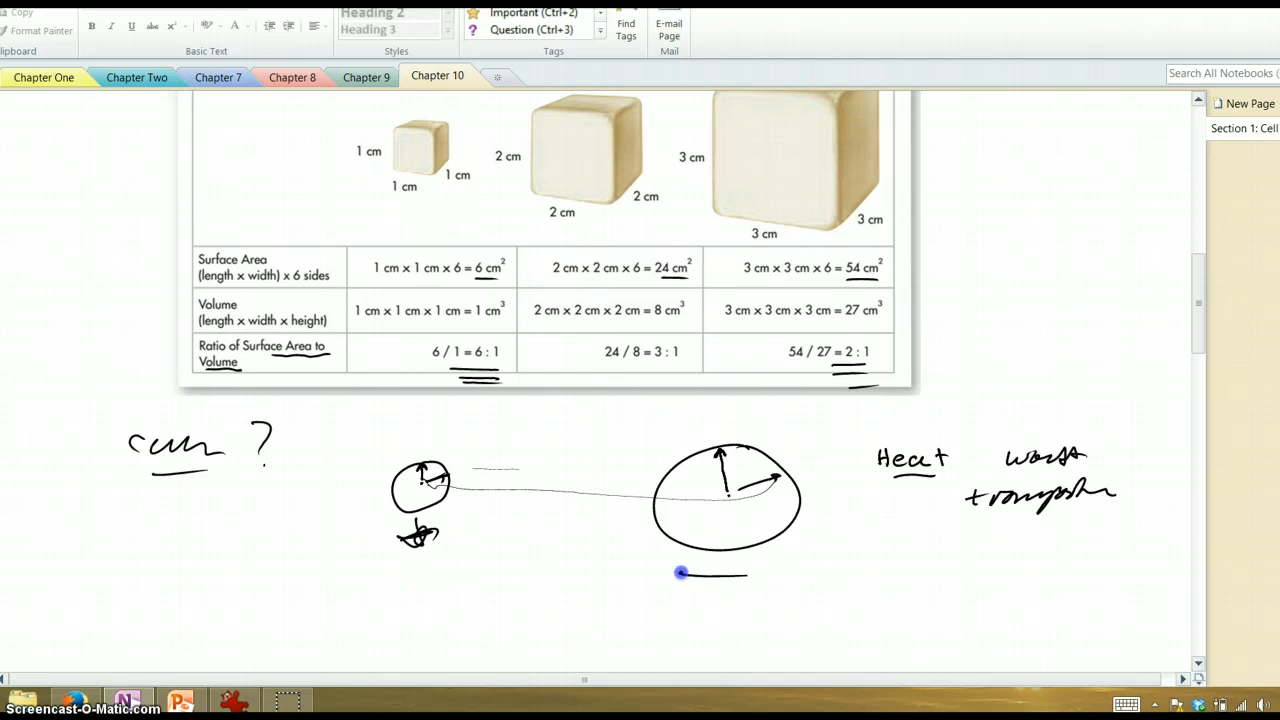 Copy
Format Painter
lipboard
B I U abc x²
A
Basic Text
Heading 2
Heading 3
Styles
Important (Ctrl+2)
Question (Ctrl+3)
Tags
Find Tags
E-mail Page
Mail
Chapter One Chapter Two Chapter 7 Chapter 8 Chapter 9 Chapter 10
Search All Notebooks (
New Page
Section 1: Cell
1 cm 1 cm 1 cm
2 cm 2 cm 2 cm
3 cm 3 cm 3 cm
Surface Area (length x width) x 6 sides
1 cm x 1 cm x 6 = 6 cm²
2 cm x 2 cm x 6 = 24 cm²
3 cm x 3 cm x 6 = 54 cm²
Volume (length x width x height)
1 cm x 1 cm x 1 cm = 1 cm³
2 cm x 2 cm x 2 cm = 8 cm³
3 cm x 3 cm x 3 cm = 27 cm³
Ratio of Surface Area to Volume
6 / 1 = 6 : 1
24 / 8 = 3 : 1
54 / 27 = 2 : 1
?
Heat
Screencast-O-Matic.com